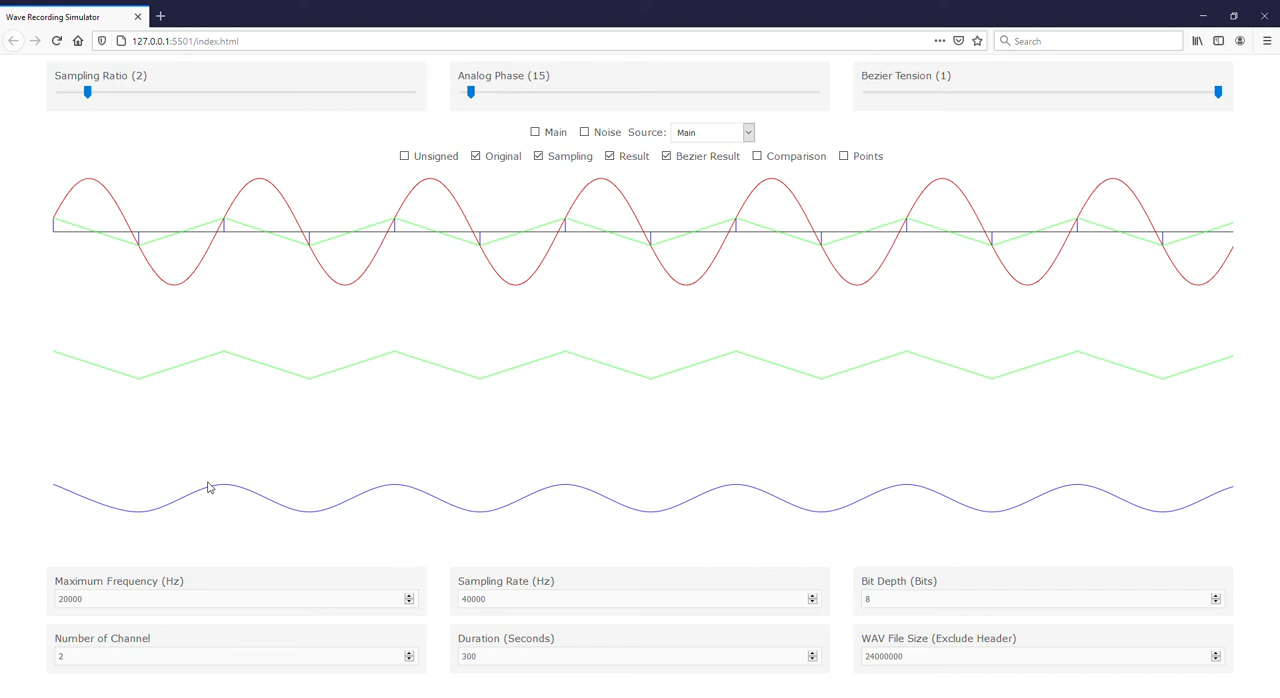 Wave Recording Simulator
127.0.0.1:5501/index.html
Search
Sampling Ratio (2)
Analog Phase (15)
Bezier Tension (1)
Main Noise Source: Main
Unsigned Original Sampling Result Bezier Result Comparison Points
Maximum Frequency (Hz)
20000
Sampling Rate (Hz)
40000
Bit Depth (Bits)
8
Number of Channel
2
Duration (Seconds)
300
WAV File Size (Exclude Header)
24000000